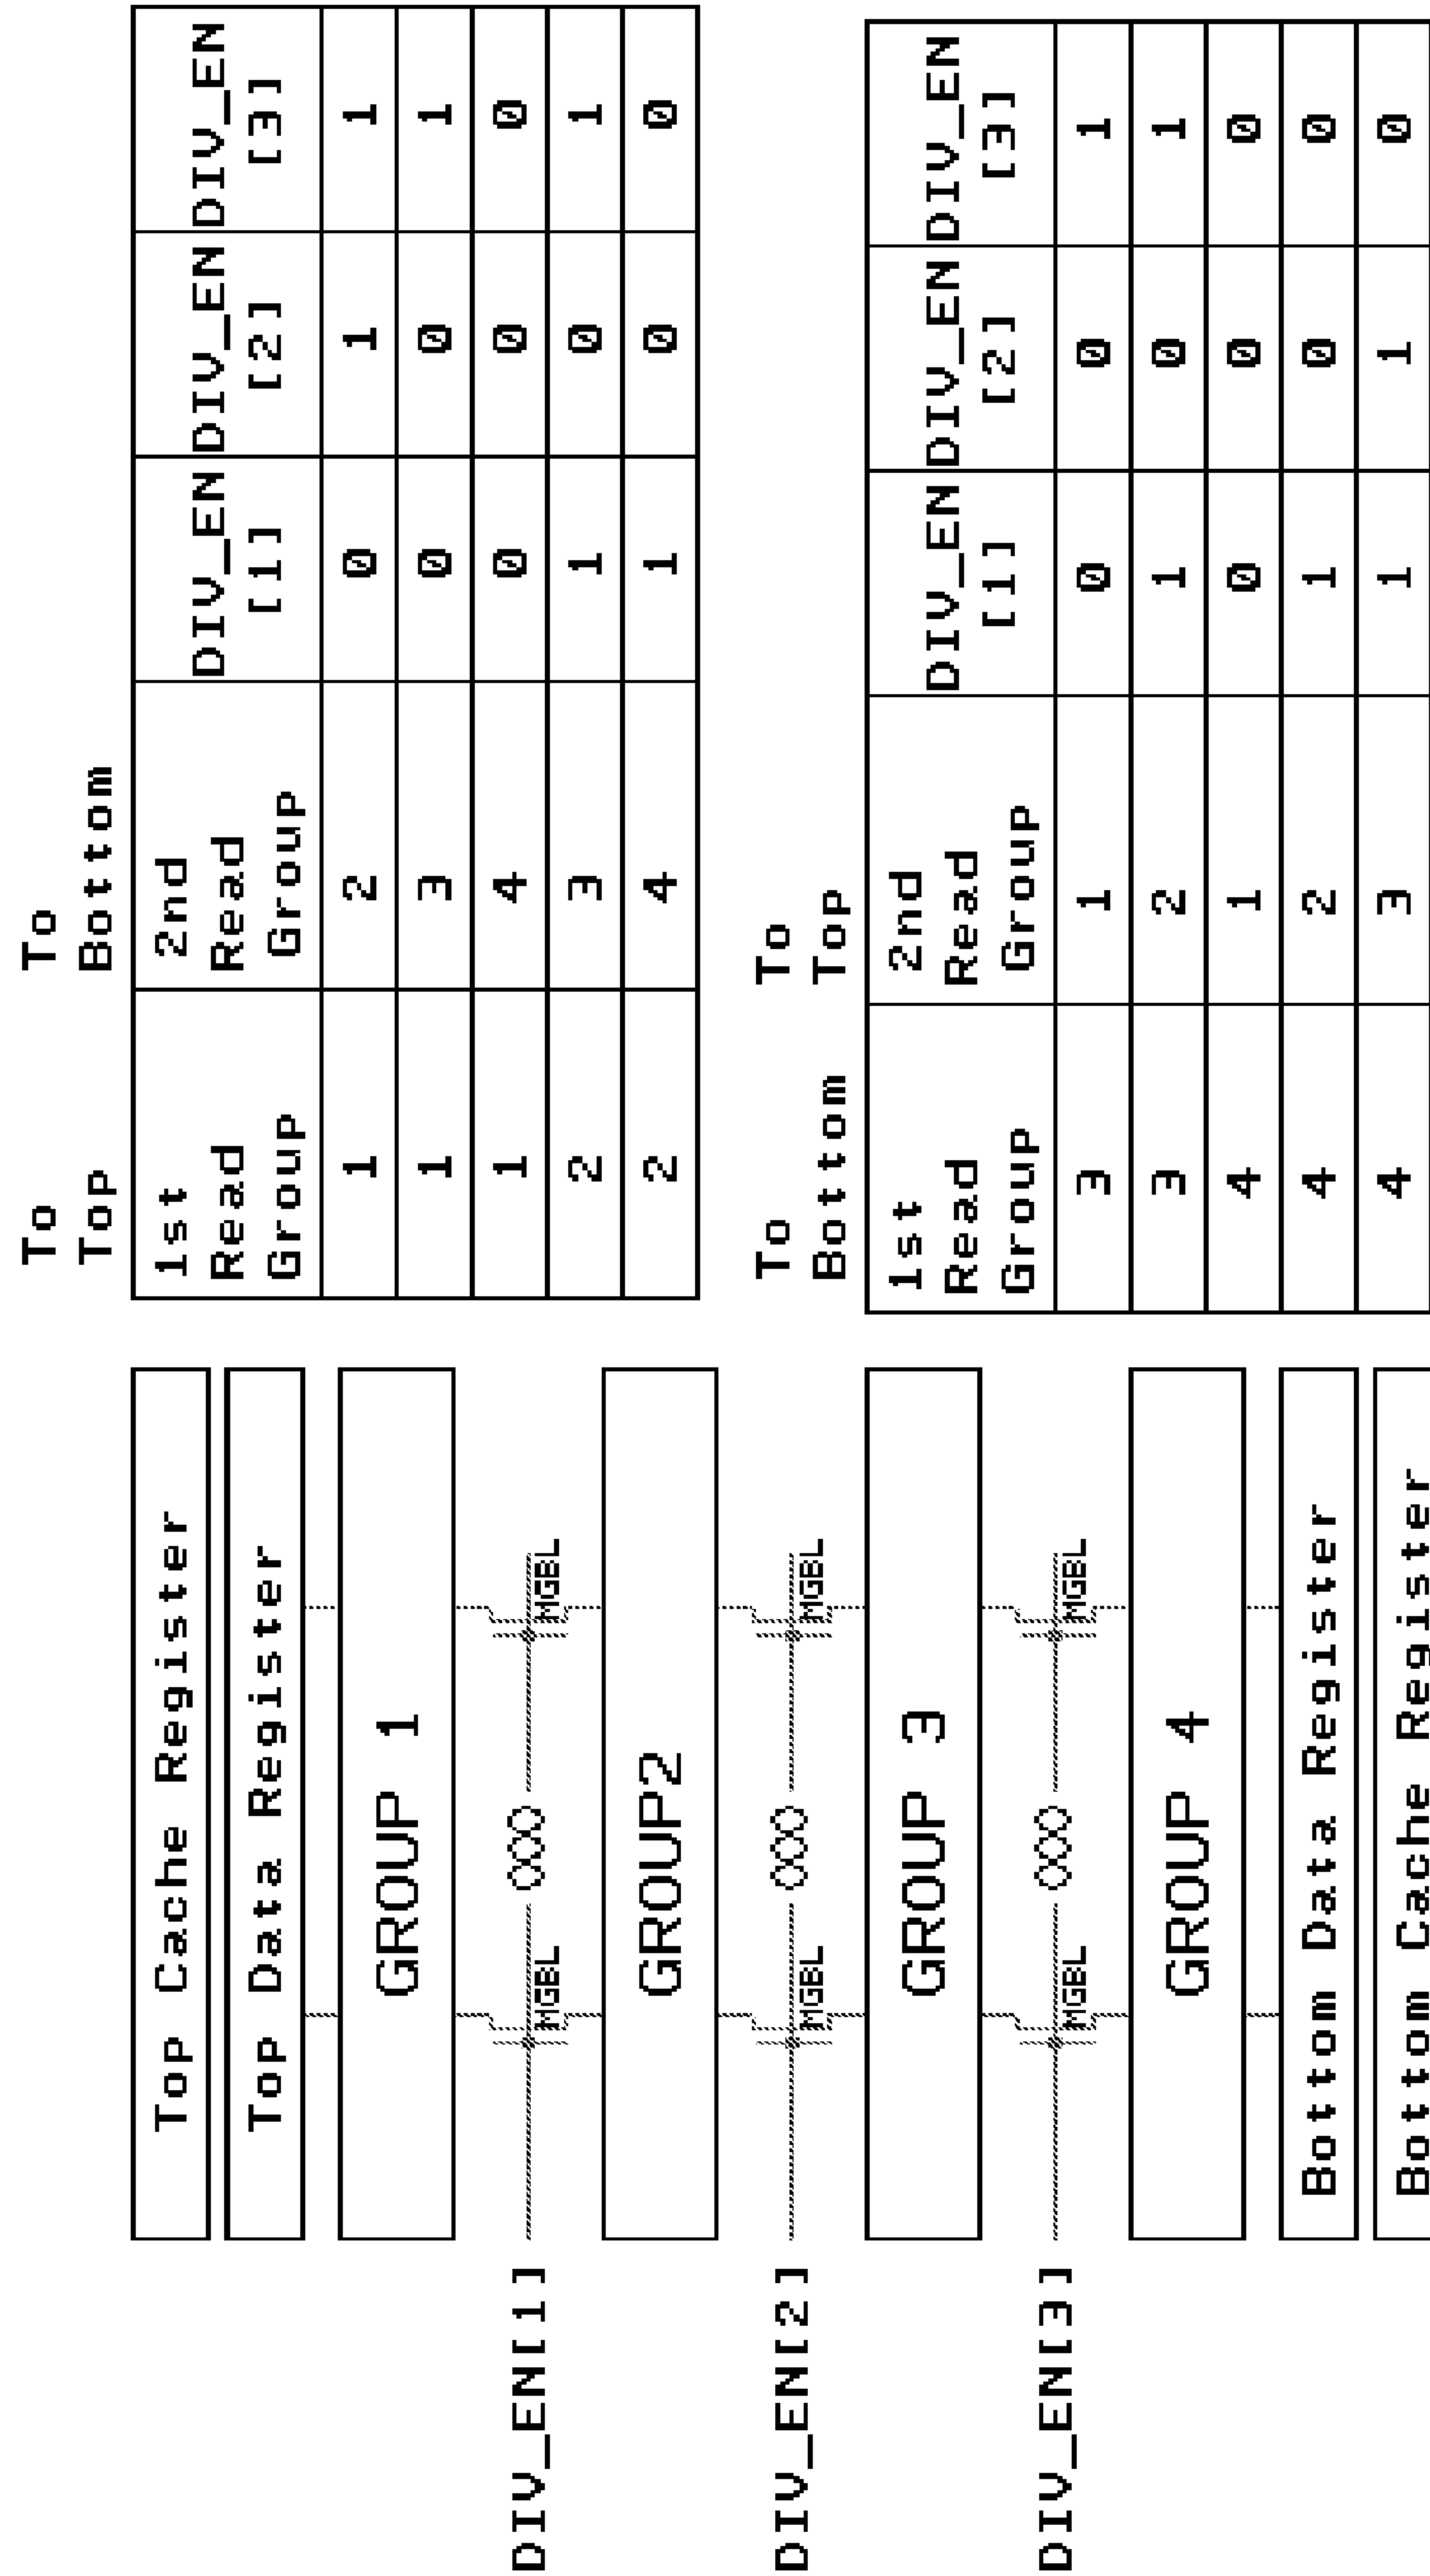 Top Cache Register
Top Data Register
GROUP 1
DIV_EN[1]
MGBL
MGBL
GROUP2
DIV_EN[2]
MGBL
MGBL
GROUP 3
DIV_EN[3]
MGBL
MGBL
GROUP 4
Bottom Data Register
Bottom Cache Register
To Top
To Bottom
1st Read Group
2nd Read Group
DIV_EN [1]
DIV_EN [2]
DIV_EN [3]
1 2 0 1 1
1 3 0 0 1
1 4 0 0 0
2 3 1 0 1
2 4 1 0 0
To Bottom
To Top
1st Read Group
2nd Read Group
DIV_EN [1]
DIV_EN [2]
DIV_EN [3]
3 1 0 0 1
3 2 1 0 1
4 1 0 0 0
4 2 1 0 0
4 3 1 1 0